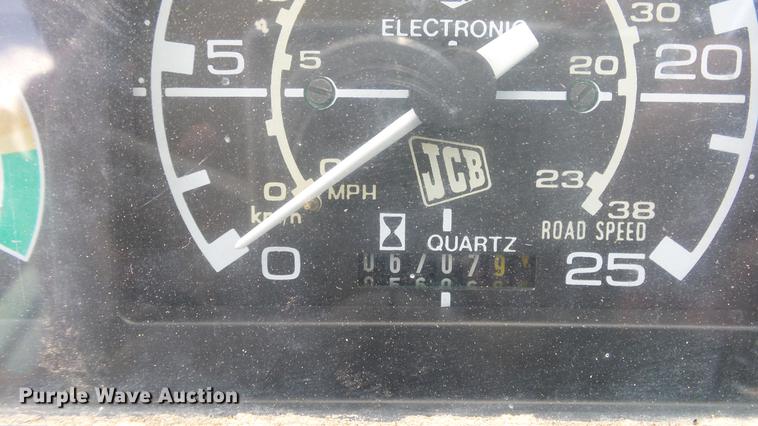 ELECTRONIC
30
5
5
20
20
JCB
0
0
MPH
km/h
23
38
ROAD SPEED
QUARTZ
0
25
Purple Wave Auction